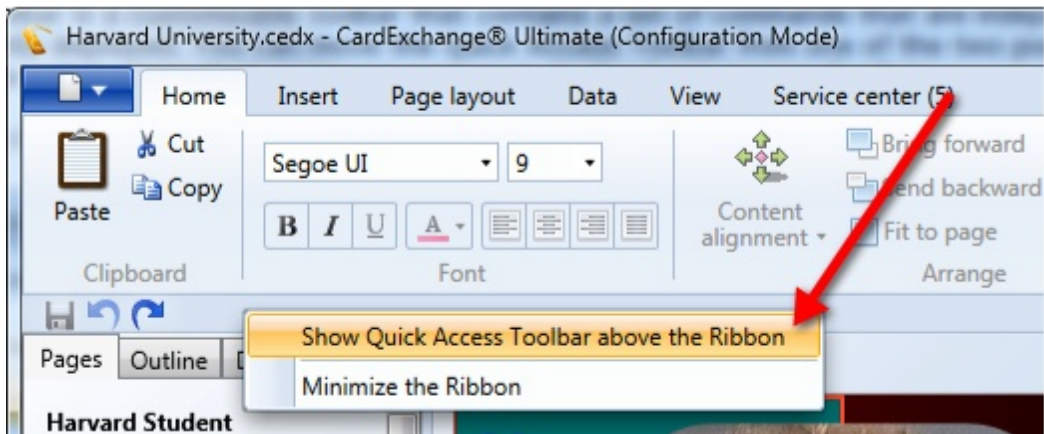 Harvard University.cedx - CardExchange® Ultimate (Configuration Mode)
Home Insert Page layout Data View Service center (5)
Paste
Cut
Copy
Clipboard
Segoe UI 9
B I U A
Font
Content
alignment
Bring forward
Send backward
Fit to page
Arrange
Show Quick Access Toolbar above the Ribbon
Minimize the Ribbon
Pages Outline
Harvard Student